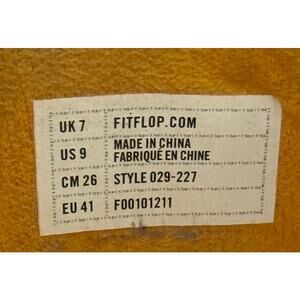 UK 7 FITFLOP.COM
US 9 MADE IN CHINA
FABRIQUÉ EN CHINE
CM 26 STYLE 029-227
EU 41 F00101211